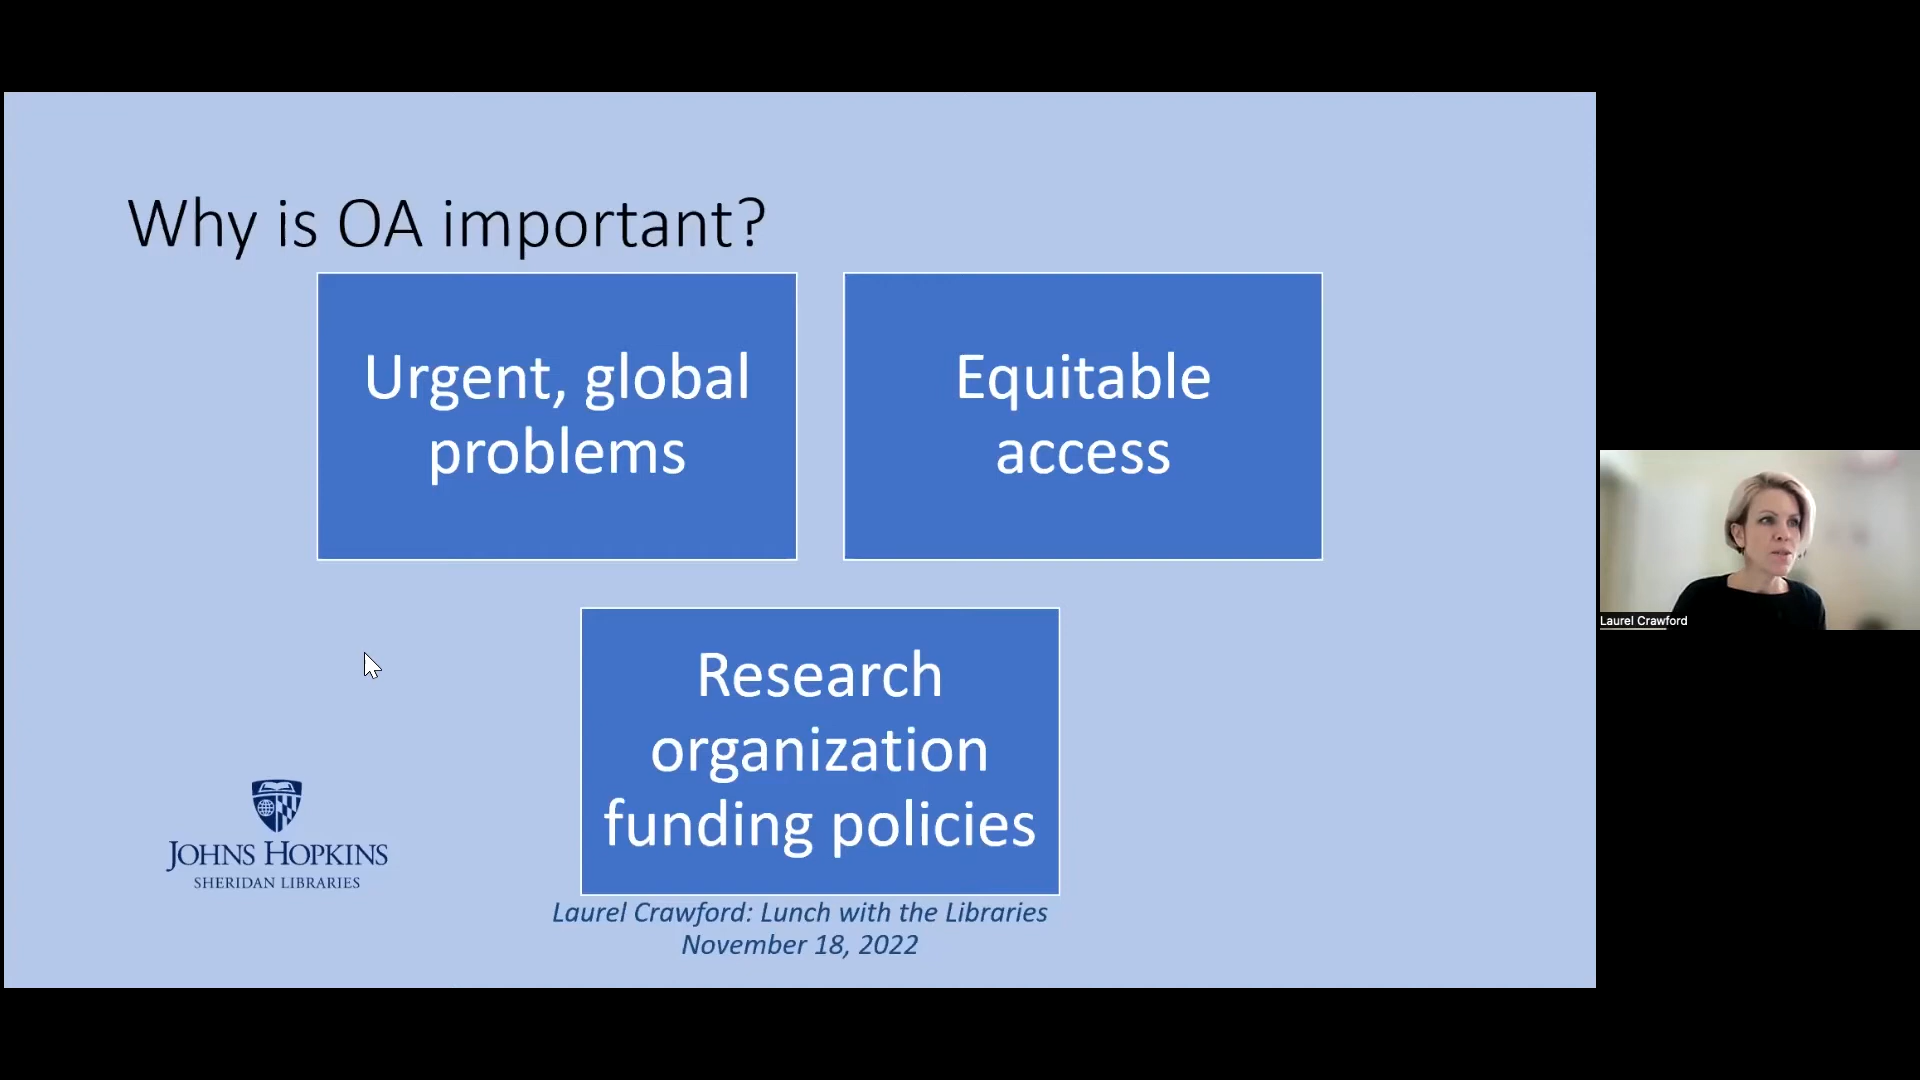 Why is OA important?
Urgent, global
problems
Equitable
access
Research
organization
funding policies
JOHNS HOPKINS
SHERIDAN LIBRARIES
Laurel Crawford: Lunch with the Libraries
November 18, 2022
Laurel Crawford